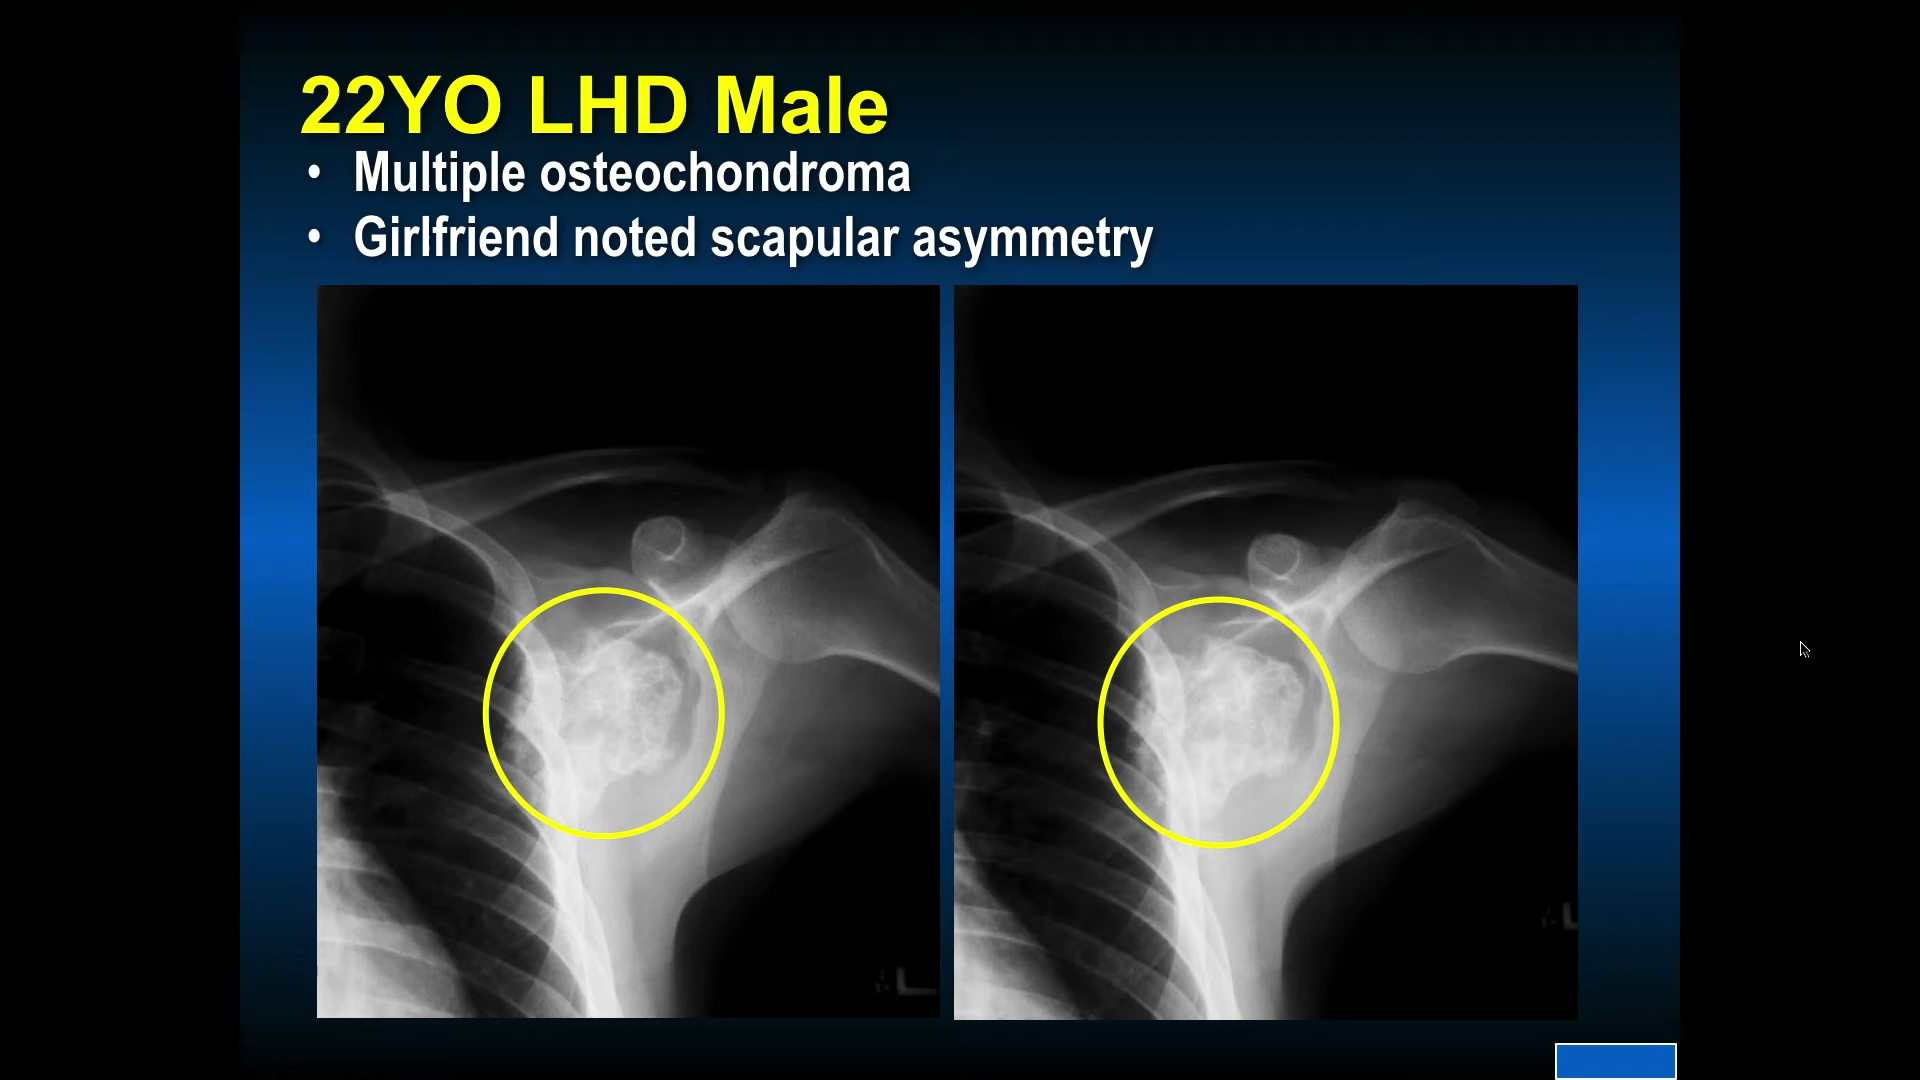 22YO LHD Male
• Multiple osteochondroma
• Girlfriend noted scapular asymmetry
L
L